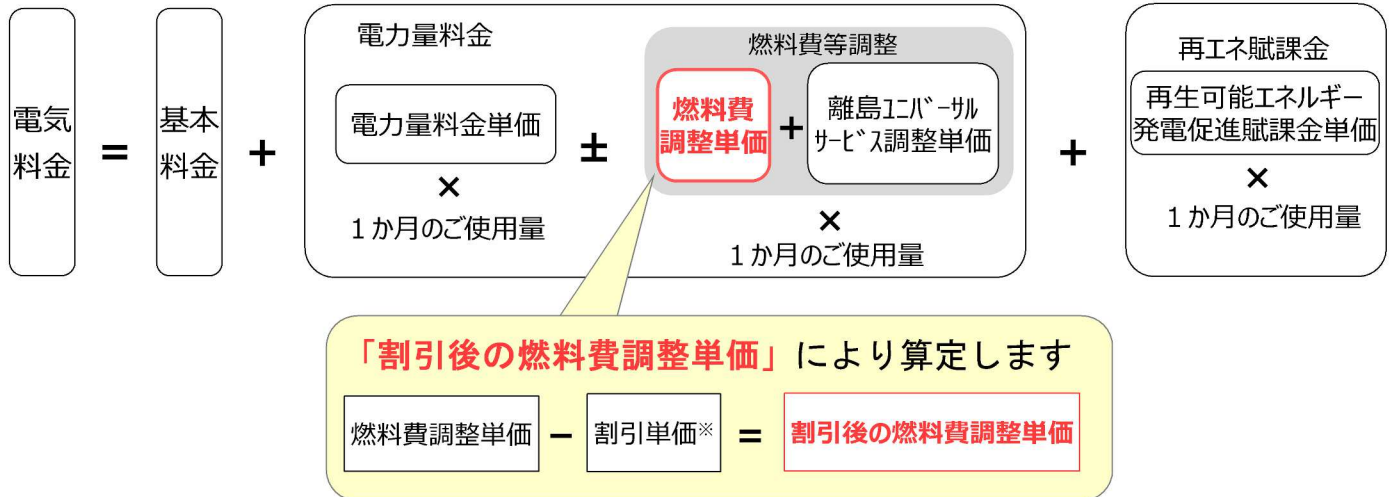 電気
料金
=
基本
料金
+
電力量料金
電力量料金単価
×
１か月のご使用量
±
燃料費等調整
燃料費
調整単価
+
離島ﾕﾆﾊﾞｰｻﾙ
ｻｰﾋﾞｽ調整単価
×
１か月のご使用量
+
再エネ賦課金
再生可能エネルギー
発電促進賦課金単価
×
１か月のご使用量
「割引後の燃料費調整単価」により算定します
燃料費調整単価 － 割引単価※ = 割引後の燃料費調整単価